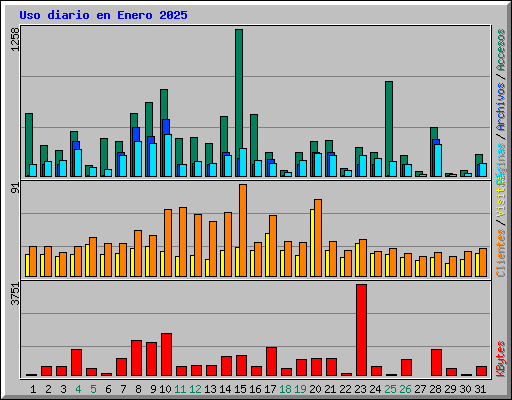 Uso diario en Enero 2025
1258
91
3751
Accesos / Archivos / Páginas
Clientes / visitas
KBytes
1 2 3 4 5 6 7 8 9 10 11 12 13 14 15 16 17 18 19 20 21 22 23 24 25 26 27 28 29 30 31